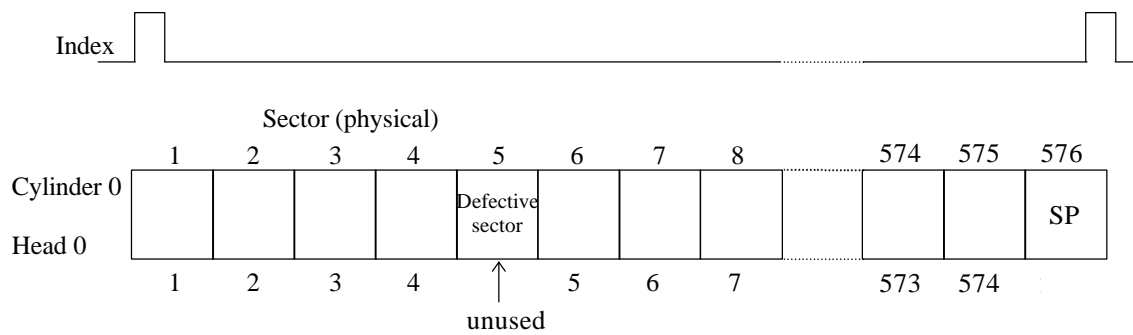 Index
Sector (physical)
1 2 3 4 5 6 7 8 574 575 576
Cylinder 0
Defective
sector
SP
Head 0
1 2 3 4 5 6 7 573 574
unused